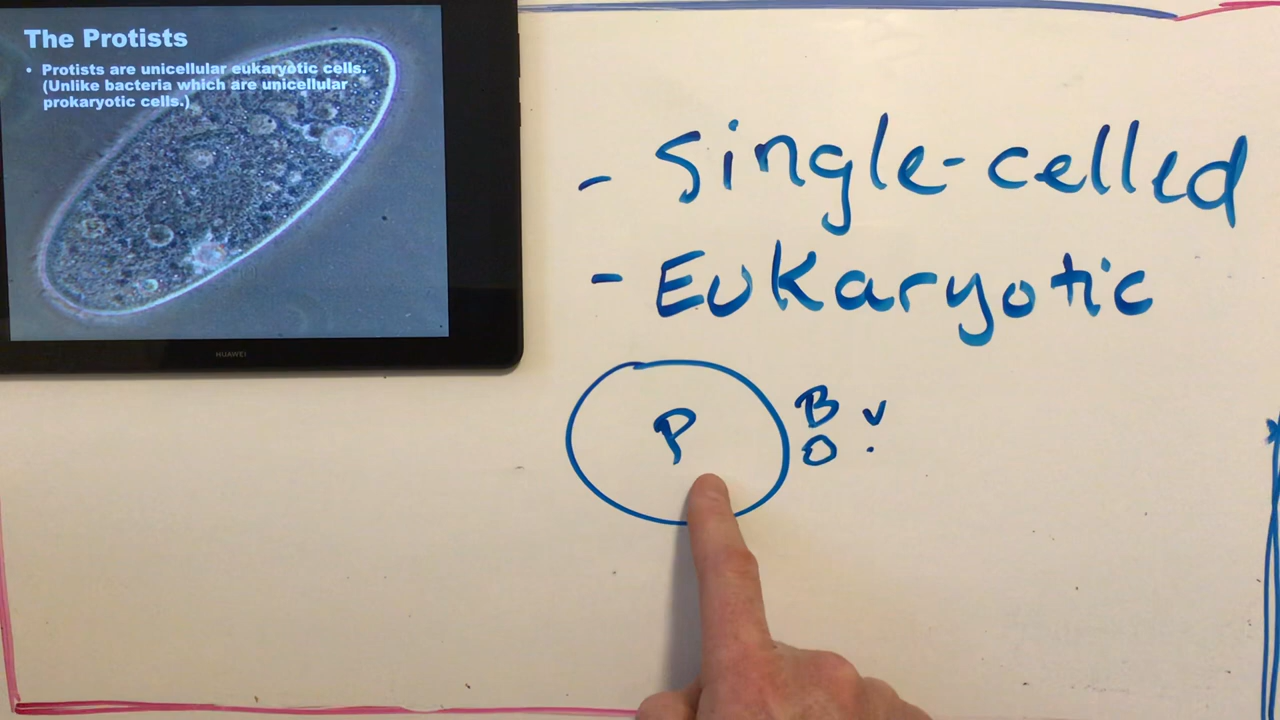 The Protists
• Protists are unicellular eukaryotic cells.
(Unlike bacteria which are unicellular
prokaryotic cells.)
HUAWEI
- Single-celled
- Eukaryotic
P
B v
O .